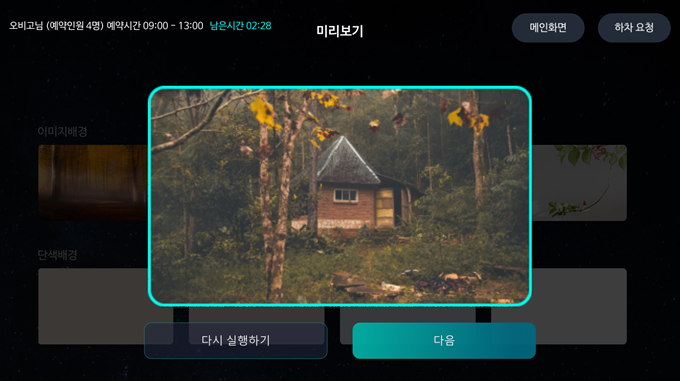 오비고님 (예약인원 4명) 예약시간 09:00 - 13:00 남은시간 02:28
미리보기
메인화면
하차 요청
이미지배경
단색배경
다시 실행하기
다음